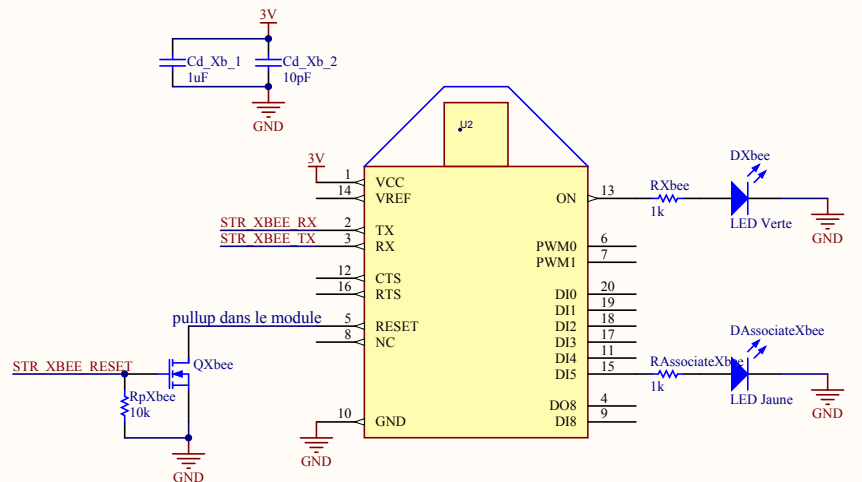 3V
Cd_Xb_1
1uF
Cd_Xb_2
10pF
GND
U2
3V
1 VCC
14 VREF
STR_XBEE_RX 2 TX
STR_XBEE_TX 3 RX
12 CTS
16 RTS
pullup dans le module 5 RESET
8 NC
10 GND
GND
STR_XBEE_RESET
QXbee
RpXbee
10k
GND
ON 13
PWM0 6
PWM1 7
DI0 20
DI1 19
DI2 18
DI3 17
DI4 11
DI5 15
DO8 4
DI8 9
RXbee
1k
DXbee
LED Verte
GND
RAssociateXbee
1k
DAssociateXbee
LED Jaune
GND